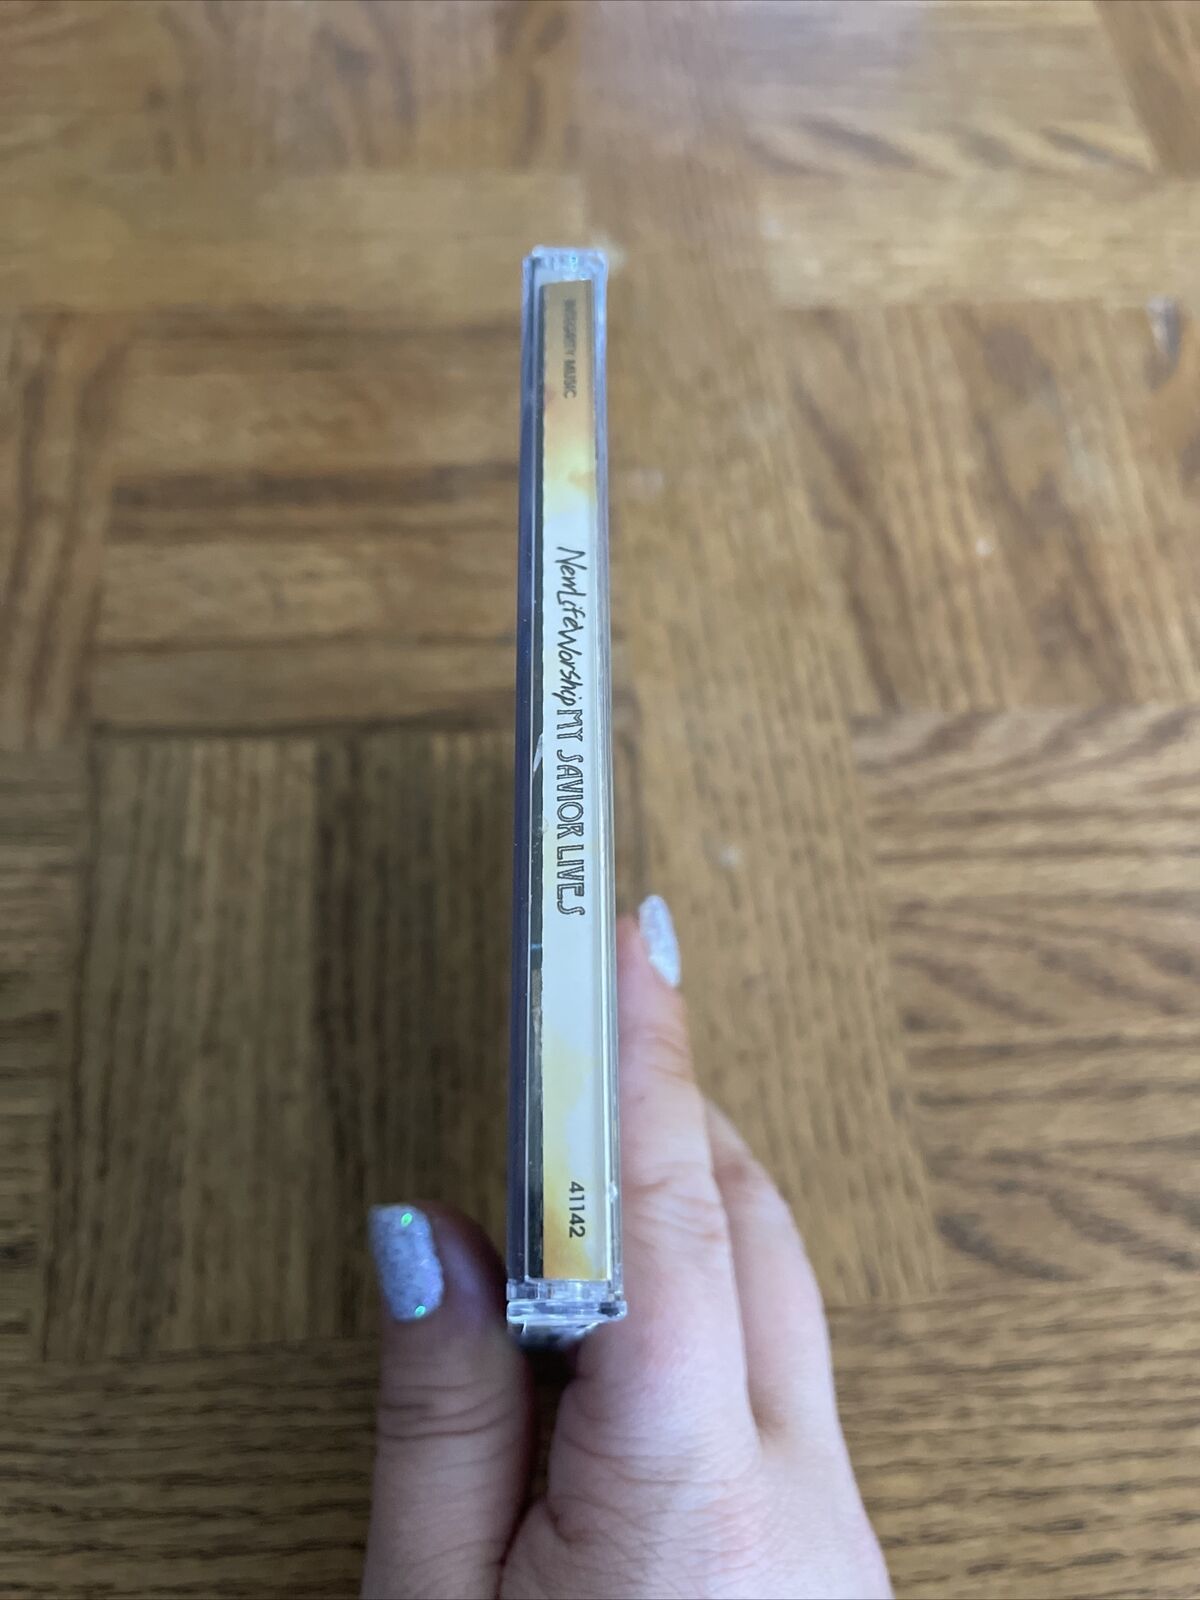 INTEGRITY MUSIC
NewLifeWorship MY SAVIOR LIVES
41142